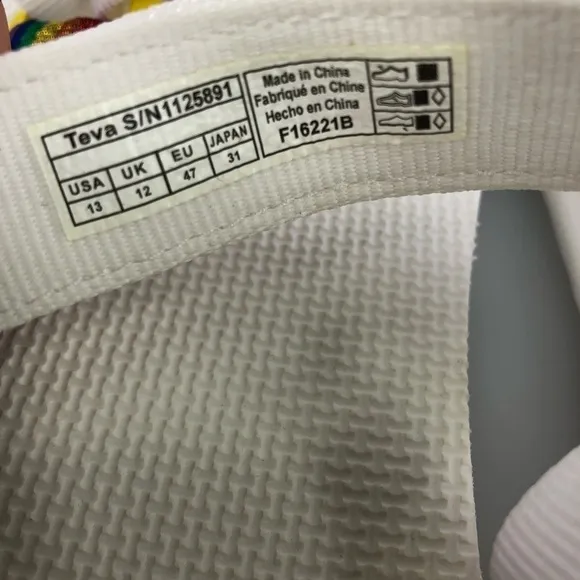 Teva S/N1125891
USA UK EU JAPAN
13 12 47 31
Made in China
Fabriqué en Chine
Hecho en China
F16221B